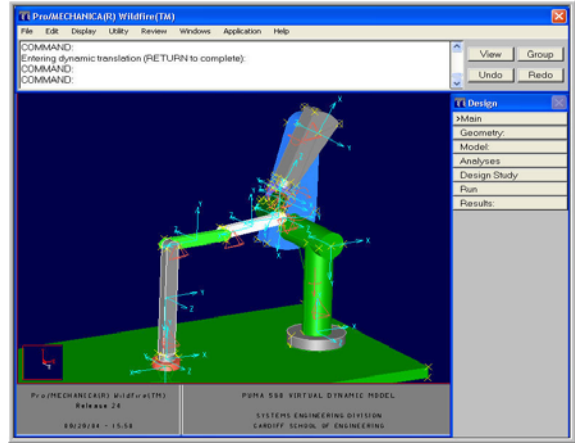 Pro/MECHANICA(R) Wildfire(TM)
File Edit Display Utility Review Windows Application Help
COMMAND:
Entering dynamic translation (RETURN to complete):
COMMAND:
COMMAND:
View Group
Undo Redo
Design
>Main
Geometry:
Model:
Analyses
Design Study
Run
Results:
Pro/MECHANICA(R) Wildfire(TM)
Release 24
PUMA 560 VIRTUAL DYNAMIC MODEL
SYSTEMS ENGINEERING DIVISION
CARDIFF SCHOOL OF ENGINEERING